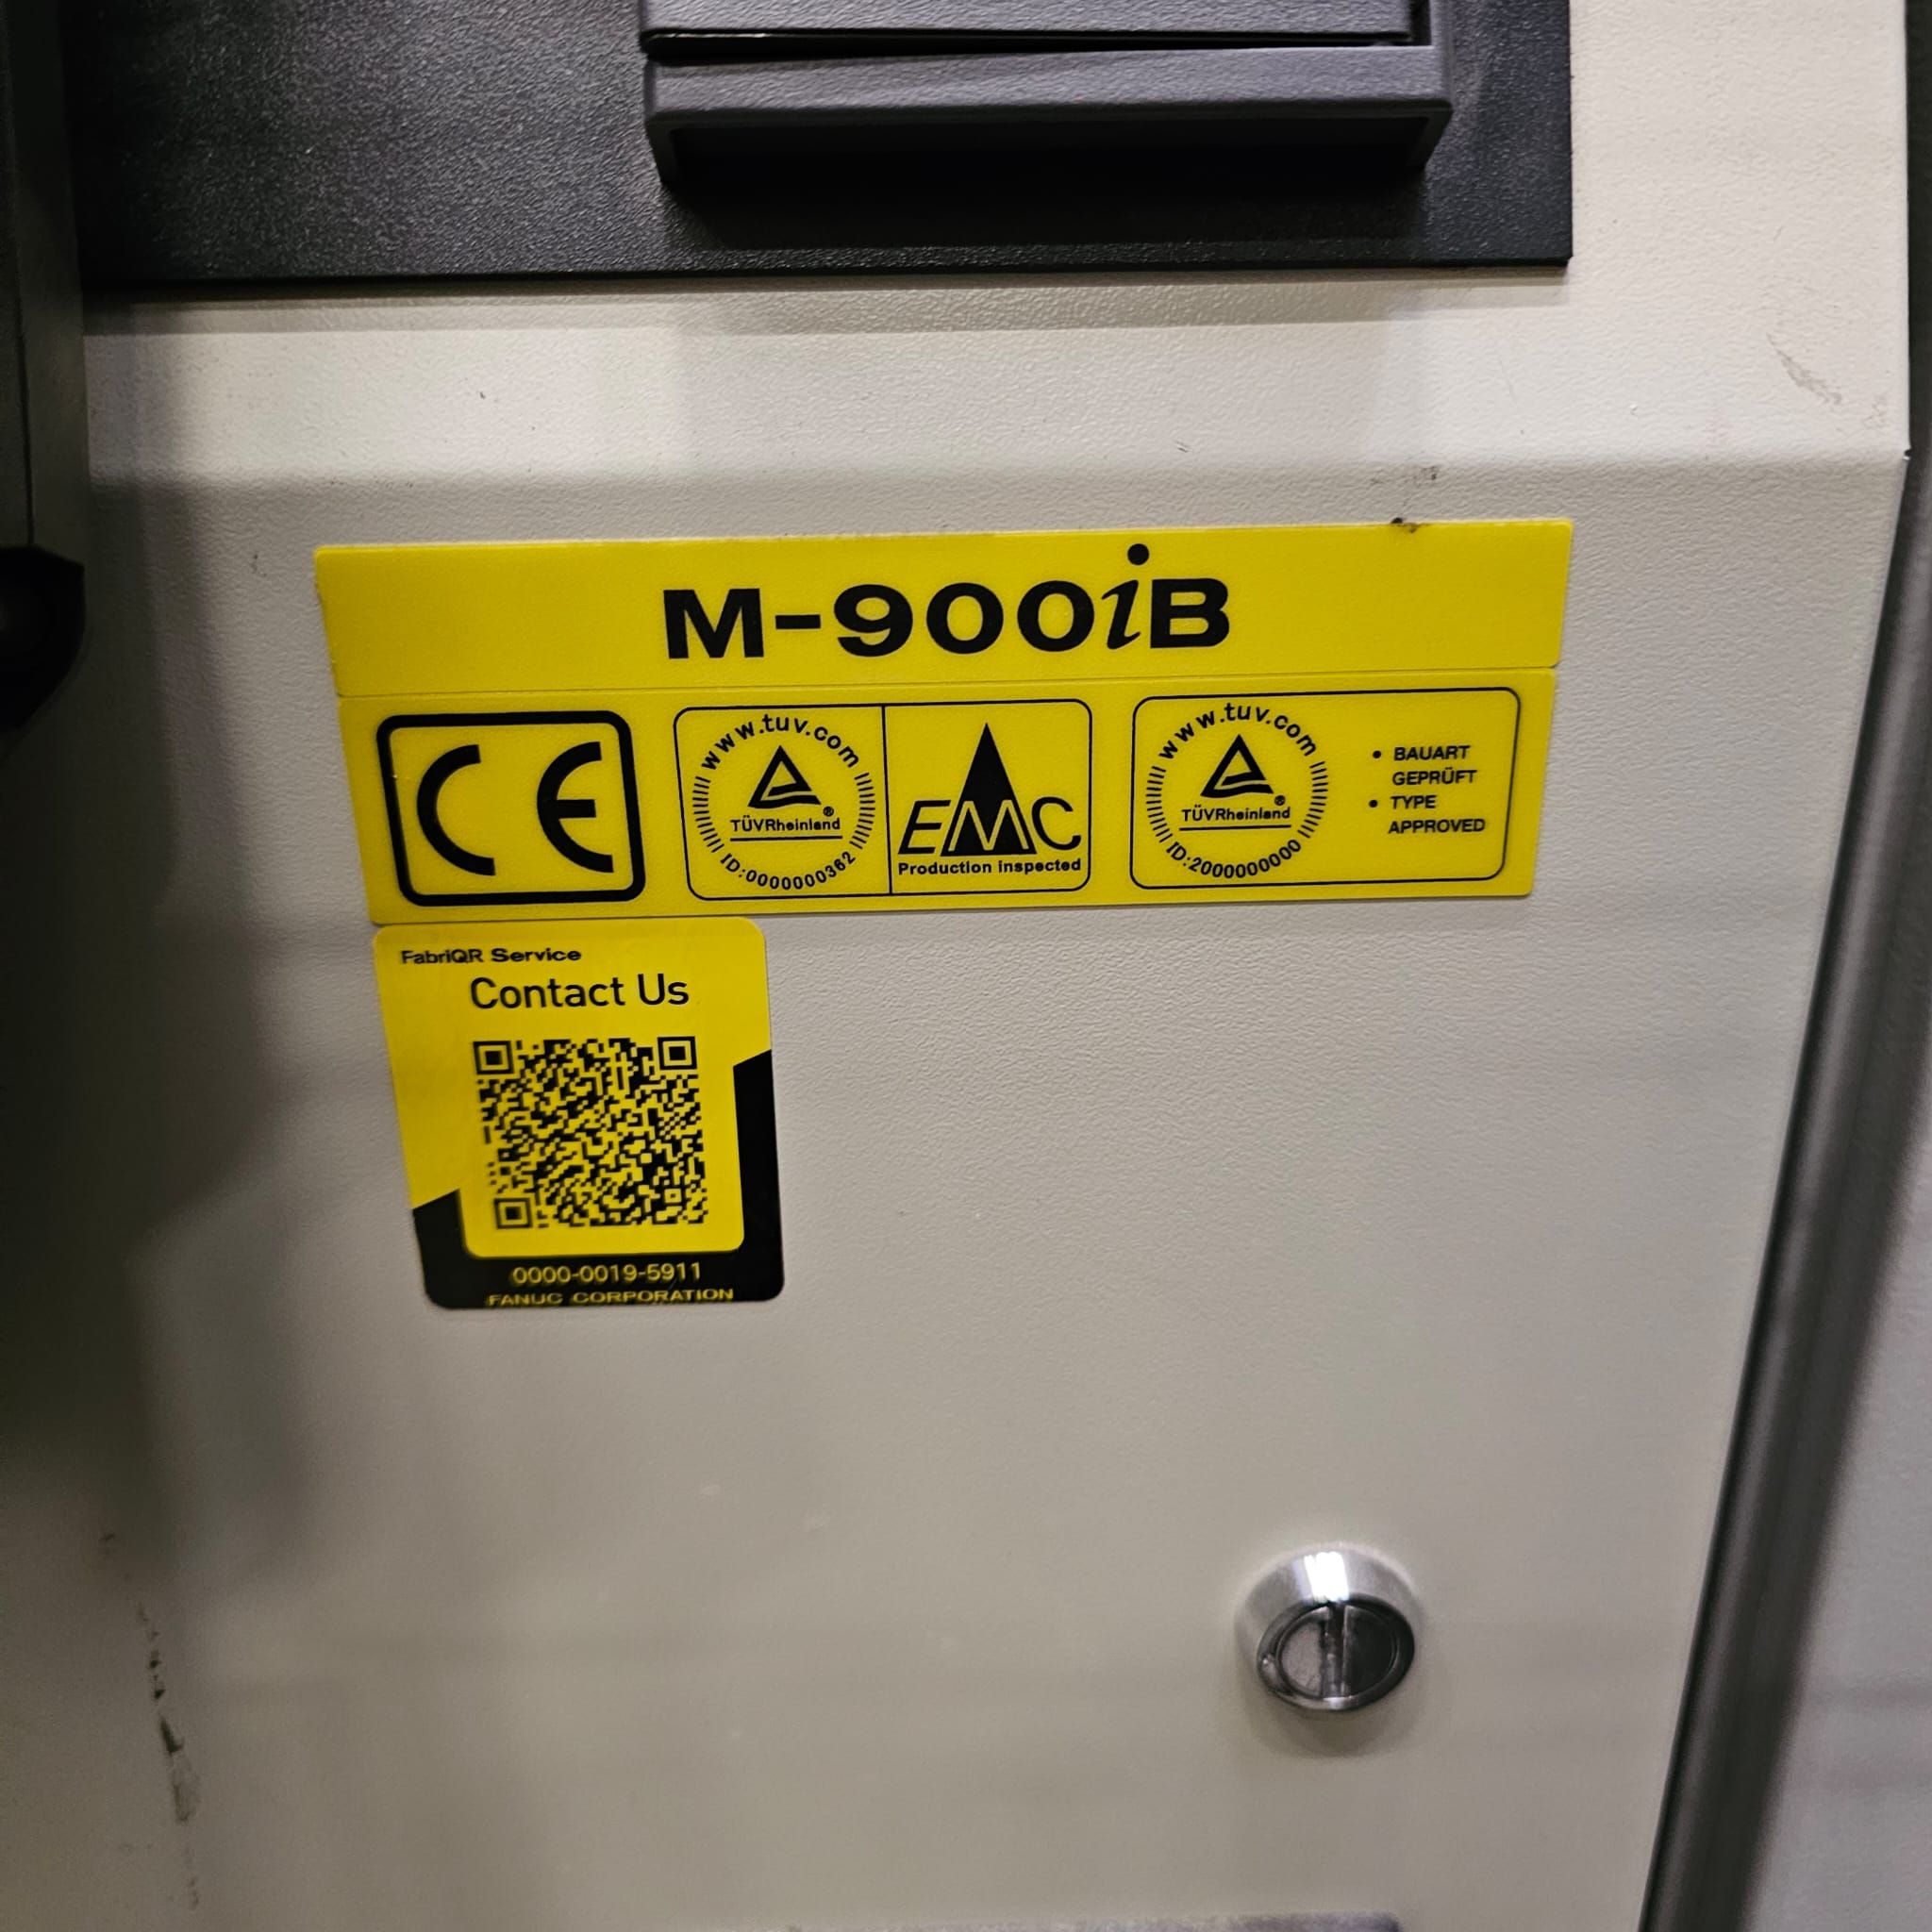 M-900iB
CE
www.tuv.com
TÜVRheinland®
ID:0000000362
EMC
Production inspected
www.tuv.com
TÜVRheinland®
ID:2000000000
• BAUART
GEPRÜFT
• TYPE
APPROVED
FabriQR Service
Contact Us
0000-0019-5911
FANUC CORPORATION